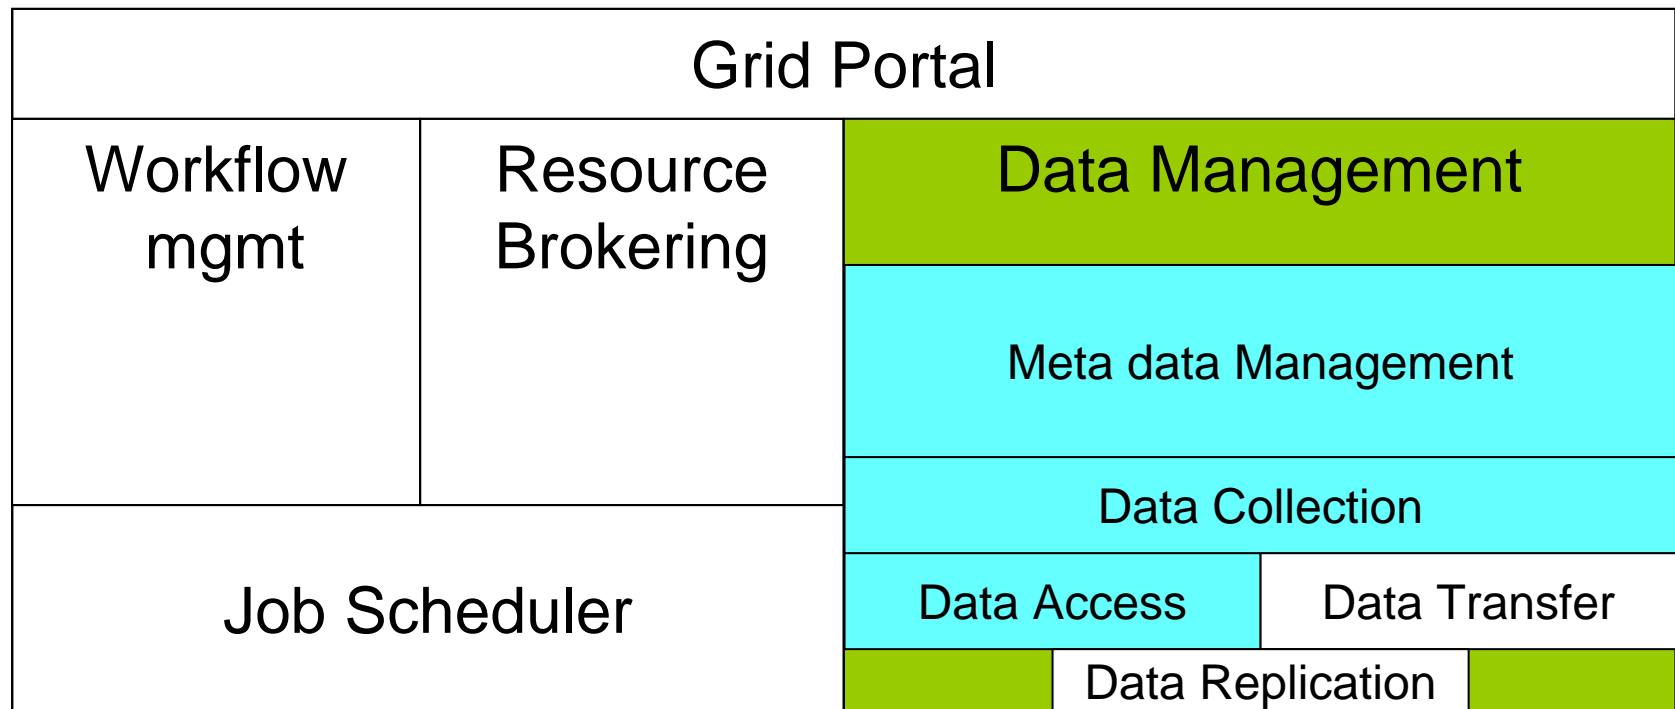 Grid Portal
Workflow
mgmt
Resource
Brokering
Data Management
Meta data Management
Data Collection
Job Scheduler
Data Access
Data Transfer
Data Replication